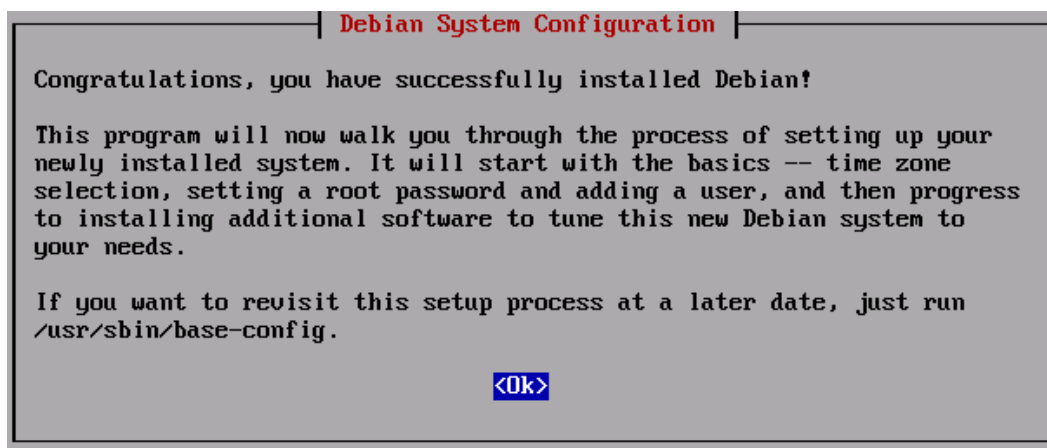 Debian System Configuration
Congratulations, you have successfully installed Debian!
This program will now walk you through the process of setting up your
newly installed system. It will start with the basics -- time zone
selection, setting a root password and adding a user, and then progress
to installing additional software to tune this new Debian system to
your needs.
If you want to revisit this setup process at a later date, just run
/usr/sbin/base-config.
<Ok>